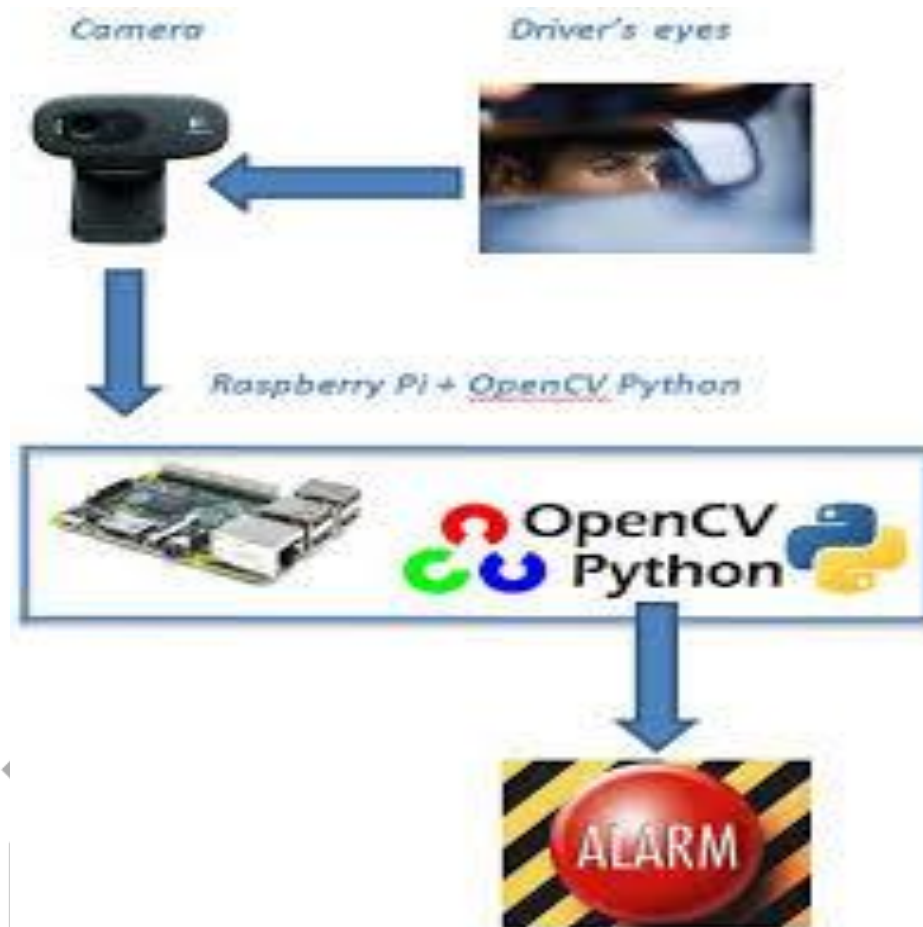 Camera
Driver's eyes
Raspberry Pi + OpenCV Python
OpenCV
Python
ALARM